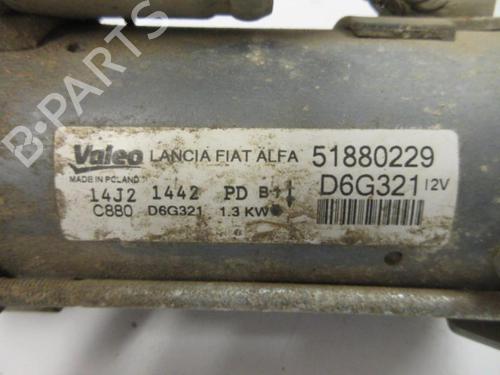 B-PARTS
Valeo LANCIA FIAT ALFA 51880229
MADE IN POLAND D6G321 12V
14J2 1442 PD B+
C880 D6G321 1.3 KW